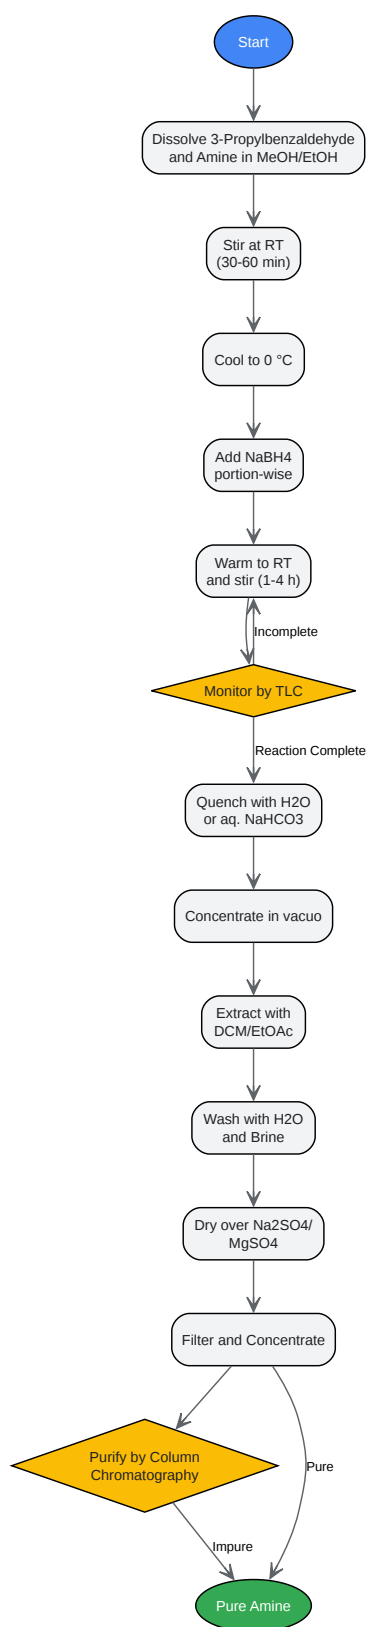 Start
Dissolve 3-Propylbenzaldehyde
and Amine in MeOH/EtOH
Stir at RT
(30-60 min)
Cool to 0 °C
Add NaBH4
portion-wise
Warm to RT
and stir (1-4 h)
Incomplete
Monitor by TLC
Reaction Complete
Quench with H2O
or aq. NaHCO3
Concentrate in vacuo
Extract with
DCM/EtOAc
Wash with H2O
and Brine
Dry over Na2SO4/
MgSO4
Filter and Concentrate
Purify by Column
Chromatography
Pure
Impure
Pure Amine